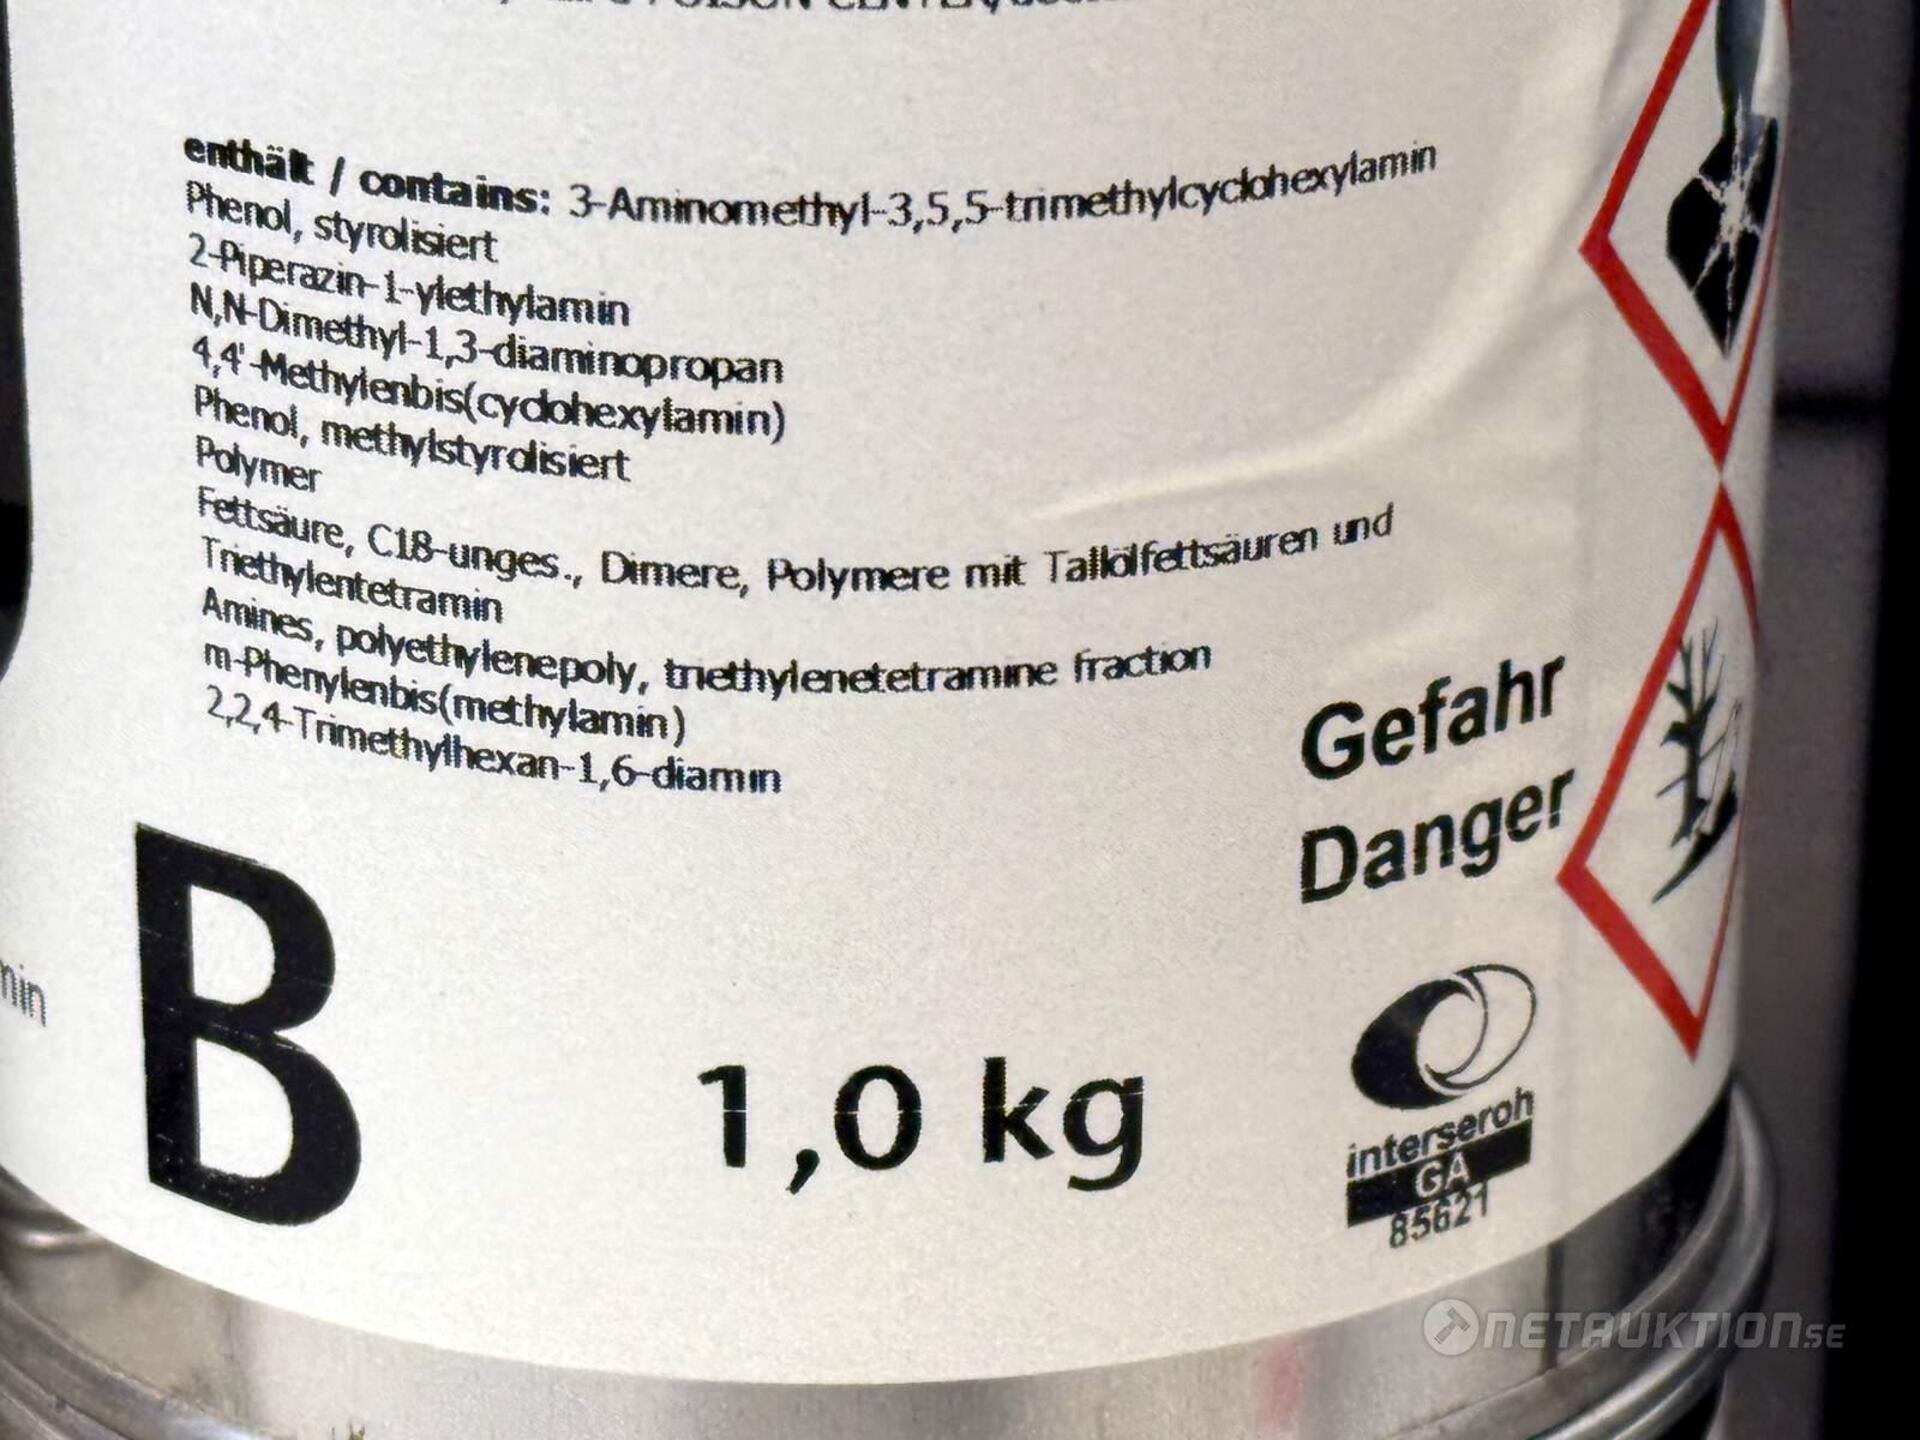 POISON CENTER/
enthält / contains: 3-Aminomethyl-3,5,5-trimethylcyclohexylamin
Phenol, styrolisiert
2-Piperazin-1-ylethylamin
N,N-Dimethyl-1,3-diaminopropan
4,4'-Methylenbis(cyclohexylamin)
Phenol, methylstyrolisiert
Polymer
Fettsäure, C18-unges., Dimere, Polymere mit Tallölfettsäuren und
Triethylentetramin
Amines, polyethylenepoly, triethylenetetramine fraction
m-Phenylenbis(methylamin)
2,2,4-Trimethylhexan-1,6-diamin
Gefahr
Danger
min
B
1,0 kg
interseroh
GA
85621
NETAUKTION.SE